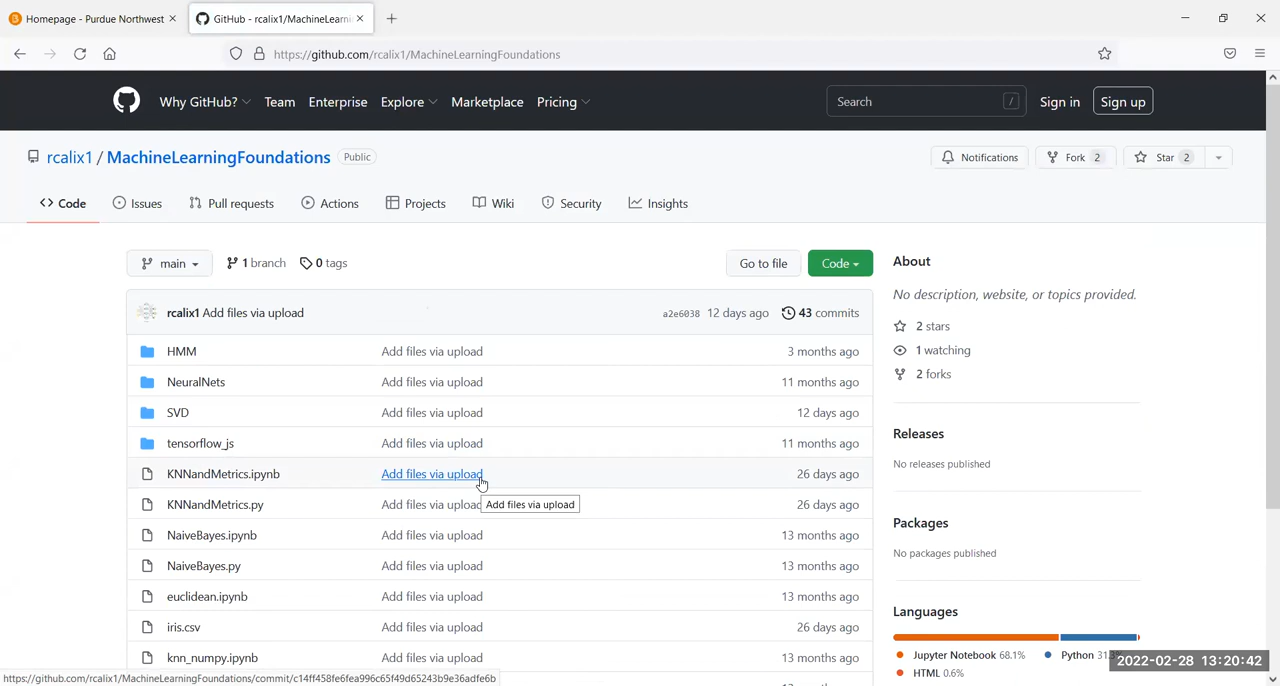 Homepage - Purdue Northwest
GitHub - rcalix1/MachineLearni
https://github.com/rcalix1/MachineLearningFoundations
Why GitHub? Team Enterprise Explore Marketplace Pricing
Search /
Sign in Sign up
rcalix1 / MachineLearningFoundations Public
Notifications Fork 2 Star 2
Code Issues Pull requests Actions Projects Wiki Security Insights
main 1 branch 0 tags
Go to file Code
rcalix1 Add files via upload a2e6038 12 days ago 43 commits
HMM Add files via upload 3 months ago
NeuralNets Add files via upload 11 months ago
SVD Add files via upload 12 days ago
tensorflow_js Add files via upload 11 months ago
KNNandMetrics.ipynb Add files via upload 26 days ago
KNNandMetrics.py Add files via upload 26 days ago
Add files via upload
NaiveBayes.ipynb Add files via upload 13 months ago
NaiveBayes.py Add files via upload 13 months ago
euclidean.ipynb Add files via upload 13 months ago
iris.csv Add files via upload 26 days ago
knn_numpy.ipynb Add files via upload 13 months ago
About
No description, website, or topics provided.
2 stars
1 watching
2 forks
Releases
No releases published
Packages
No packages published
Languages
Jupyter Notebook 68.1% Python
HTML 0.6%
2022-02-28 13:20:42
https://github.com/rcalix1/MachineLearningFoundations/commit/c14ff458fe6fea996c65f49d65243b9e36adfe6b